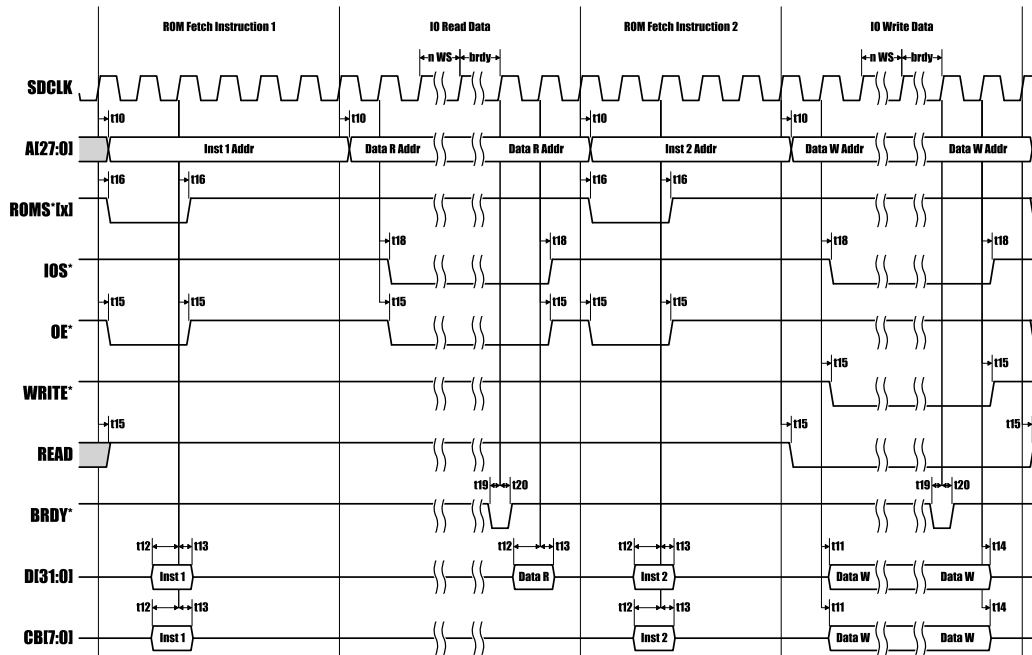 ROM Fetch Instruction 1 IO Read Data ROM Fetch Instruction 2 IO Write Data
n WS brdy n WS brdy
SDCLK
t10 t10 t10 t10
A[27:0] Inst 1 Addr Data R Addr Data R Addr Inst 2 Addr Data W Addr Data W Addr
t16 t16 t16 t16
ROMS*[x]
t18 t18 t18 t18
IOS*
t15 t15 t15 t15 t15 t15
OE*
t15 t15
WRITE*
t15 t15 t15
READ
t19 t20 t19 t20
BRDY*
t12 t13 t12 t13 t12 t13 t11 t14
D[31:0] Inst 1 Data R Inst 2 Data W Data W
t12 t13 t12 t13 t11 t14
CB[7:0] Inst 1 Inst 2 Data W Data W